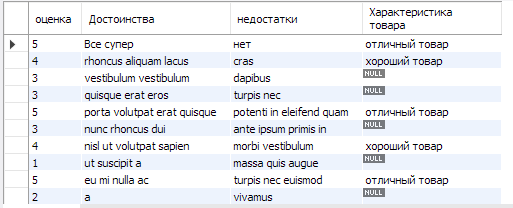 оценка Достоинства недостатки Характеристика товара
5 Все супер нет отличный товар
4 rhoncus aliquam lacus cras хороший товар
3 vestibulum vestibulum dapibus NULL
3 quisque erat eros turpis nec NULL
5 porta volutpat erat quisque potenti in eleifend quam отличный товар
3 nunc rhoncus dui ante ipsum primis in NULL
4 nisl ut volutpat sapien morbi vestibulum хороший товар
1 ut suscipit a massa quis augue NULL
5 eu mi nulla ac turpis nec euismod отличный товар
2 a vivamus NULL